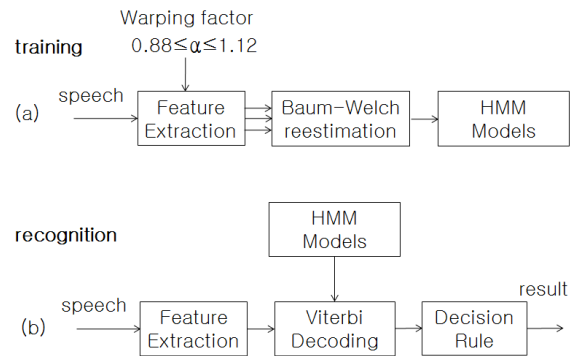 Warping factor
training
0.88≤α≤1.12
speech
(a)
Feature
Extraction
Baum-Welch
reestimation
HMM
Models
recognition
HMM
Models
result
speech
(b)
Feature
Extraction
Viterbi
Decoding
Decision
Rule